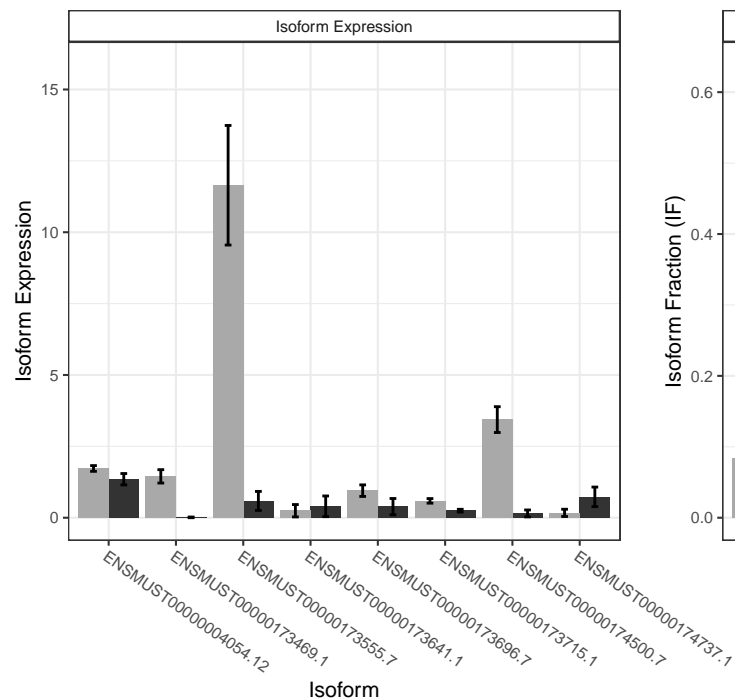 Isoform Expression
Isoform Expression
15
10
5
0
ENSMUST00000004054.12
ENSMUST00000173469.1
ENSMUST00000173555.7
ENSMUST00000173641.1
ENSMUST00000173696.7
ENSMUST00000173715.1
ENSMUST00000174500.7
ENSMUST00000174737.1
Isoform
Isoform Fraction (IF)
0.6
0.4
0.2
0.0